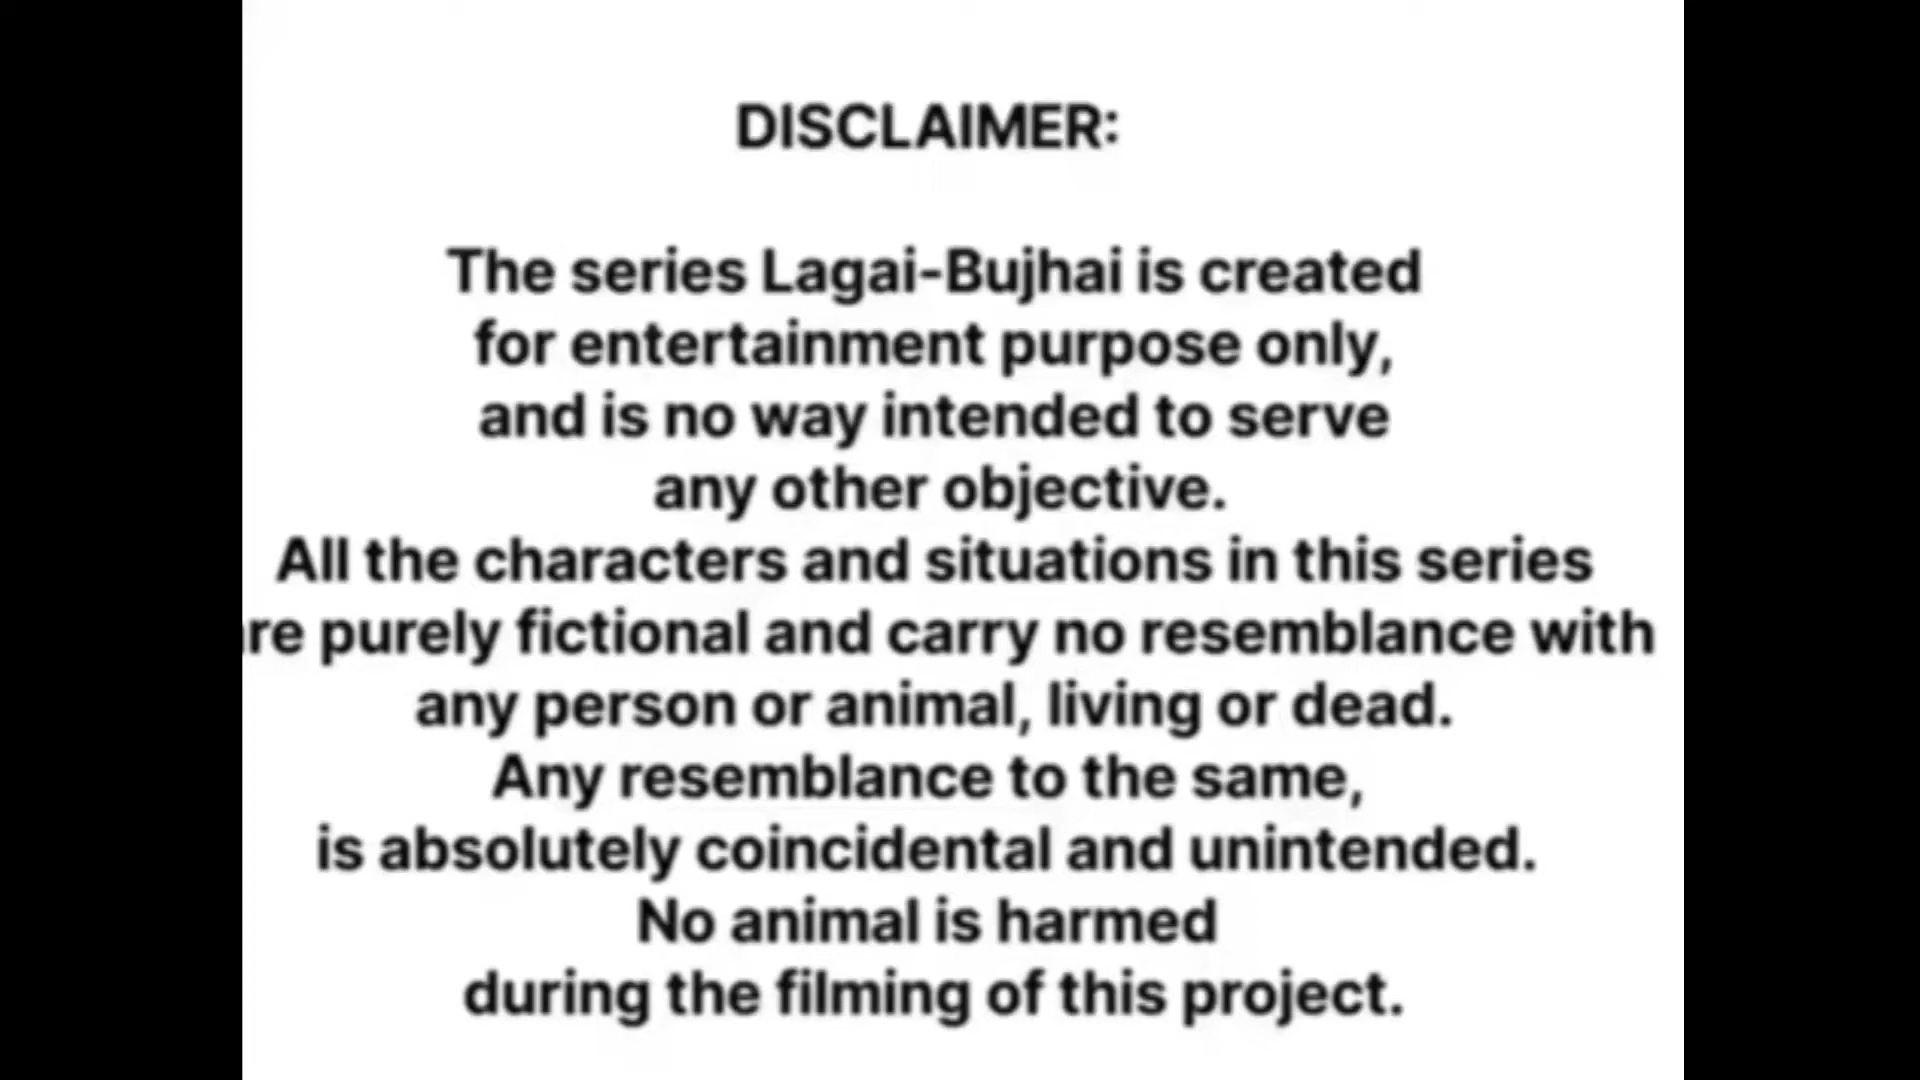 DISCLAIMER:
The series Lagai-Bujhai is created
for entertainment purpose only,
and is no way intended to serve
any other objective.
All the characters and situations in this series
re purely fictional and carry no resemblance with
any person or animal, living or dead.
Any resemblance to the same,
is absolutely coincidental and unintended.
No animal is harmed
during the filming of this project.